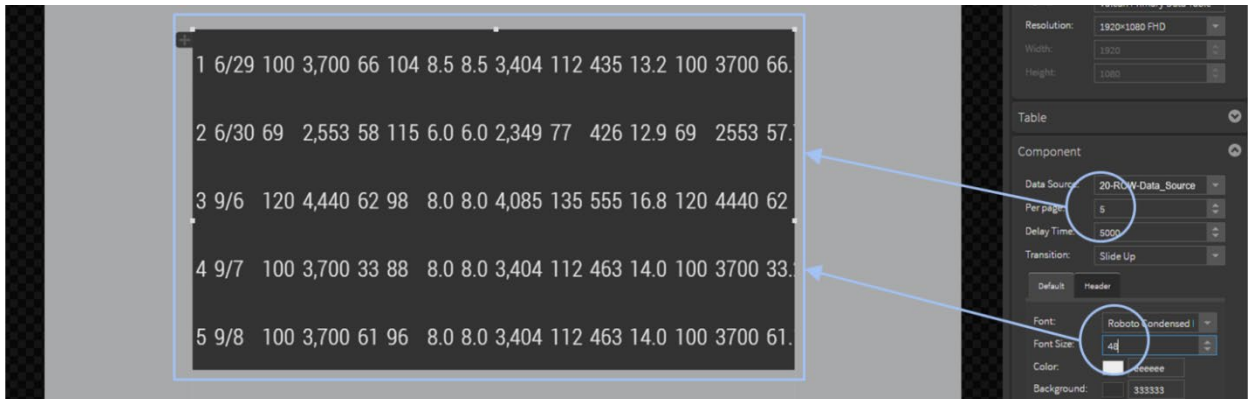 1 6/29 100 3,700 66 104 8.5 8.5 3,404 112 435 13.2 100 3700 66.
2 6/30 69 2,553 58 115 6.0 6.0 2,349 77 426 12.9 69 2553 57.
3 9/6 120 4,440 62 98 8.0 8.0 4,085 135 555 16.8 120 4440 62
4 9/7 100 3,700 33 88 8.0 8.0 3,404 112 463 14.0 100 3700 33.
5 9/8 100 3,700 61 96 8.0 8.0 3,404 112 463 14.0 100 3700 61.
Resolution: 1920×1080 FHD
Width: 1920
Height: 1080
Table
Component
Data Source: 20-ROW-Data_Source
Per page: 5
Delay Time: 5000
Transition: Slide Up
Default Header
Font: Roboto Condensed
Font Size: 48
Color: eeeeee
Background: 333333